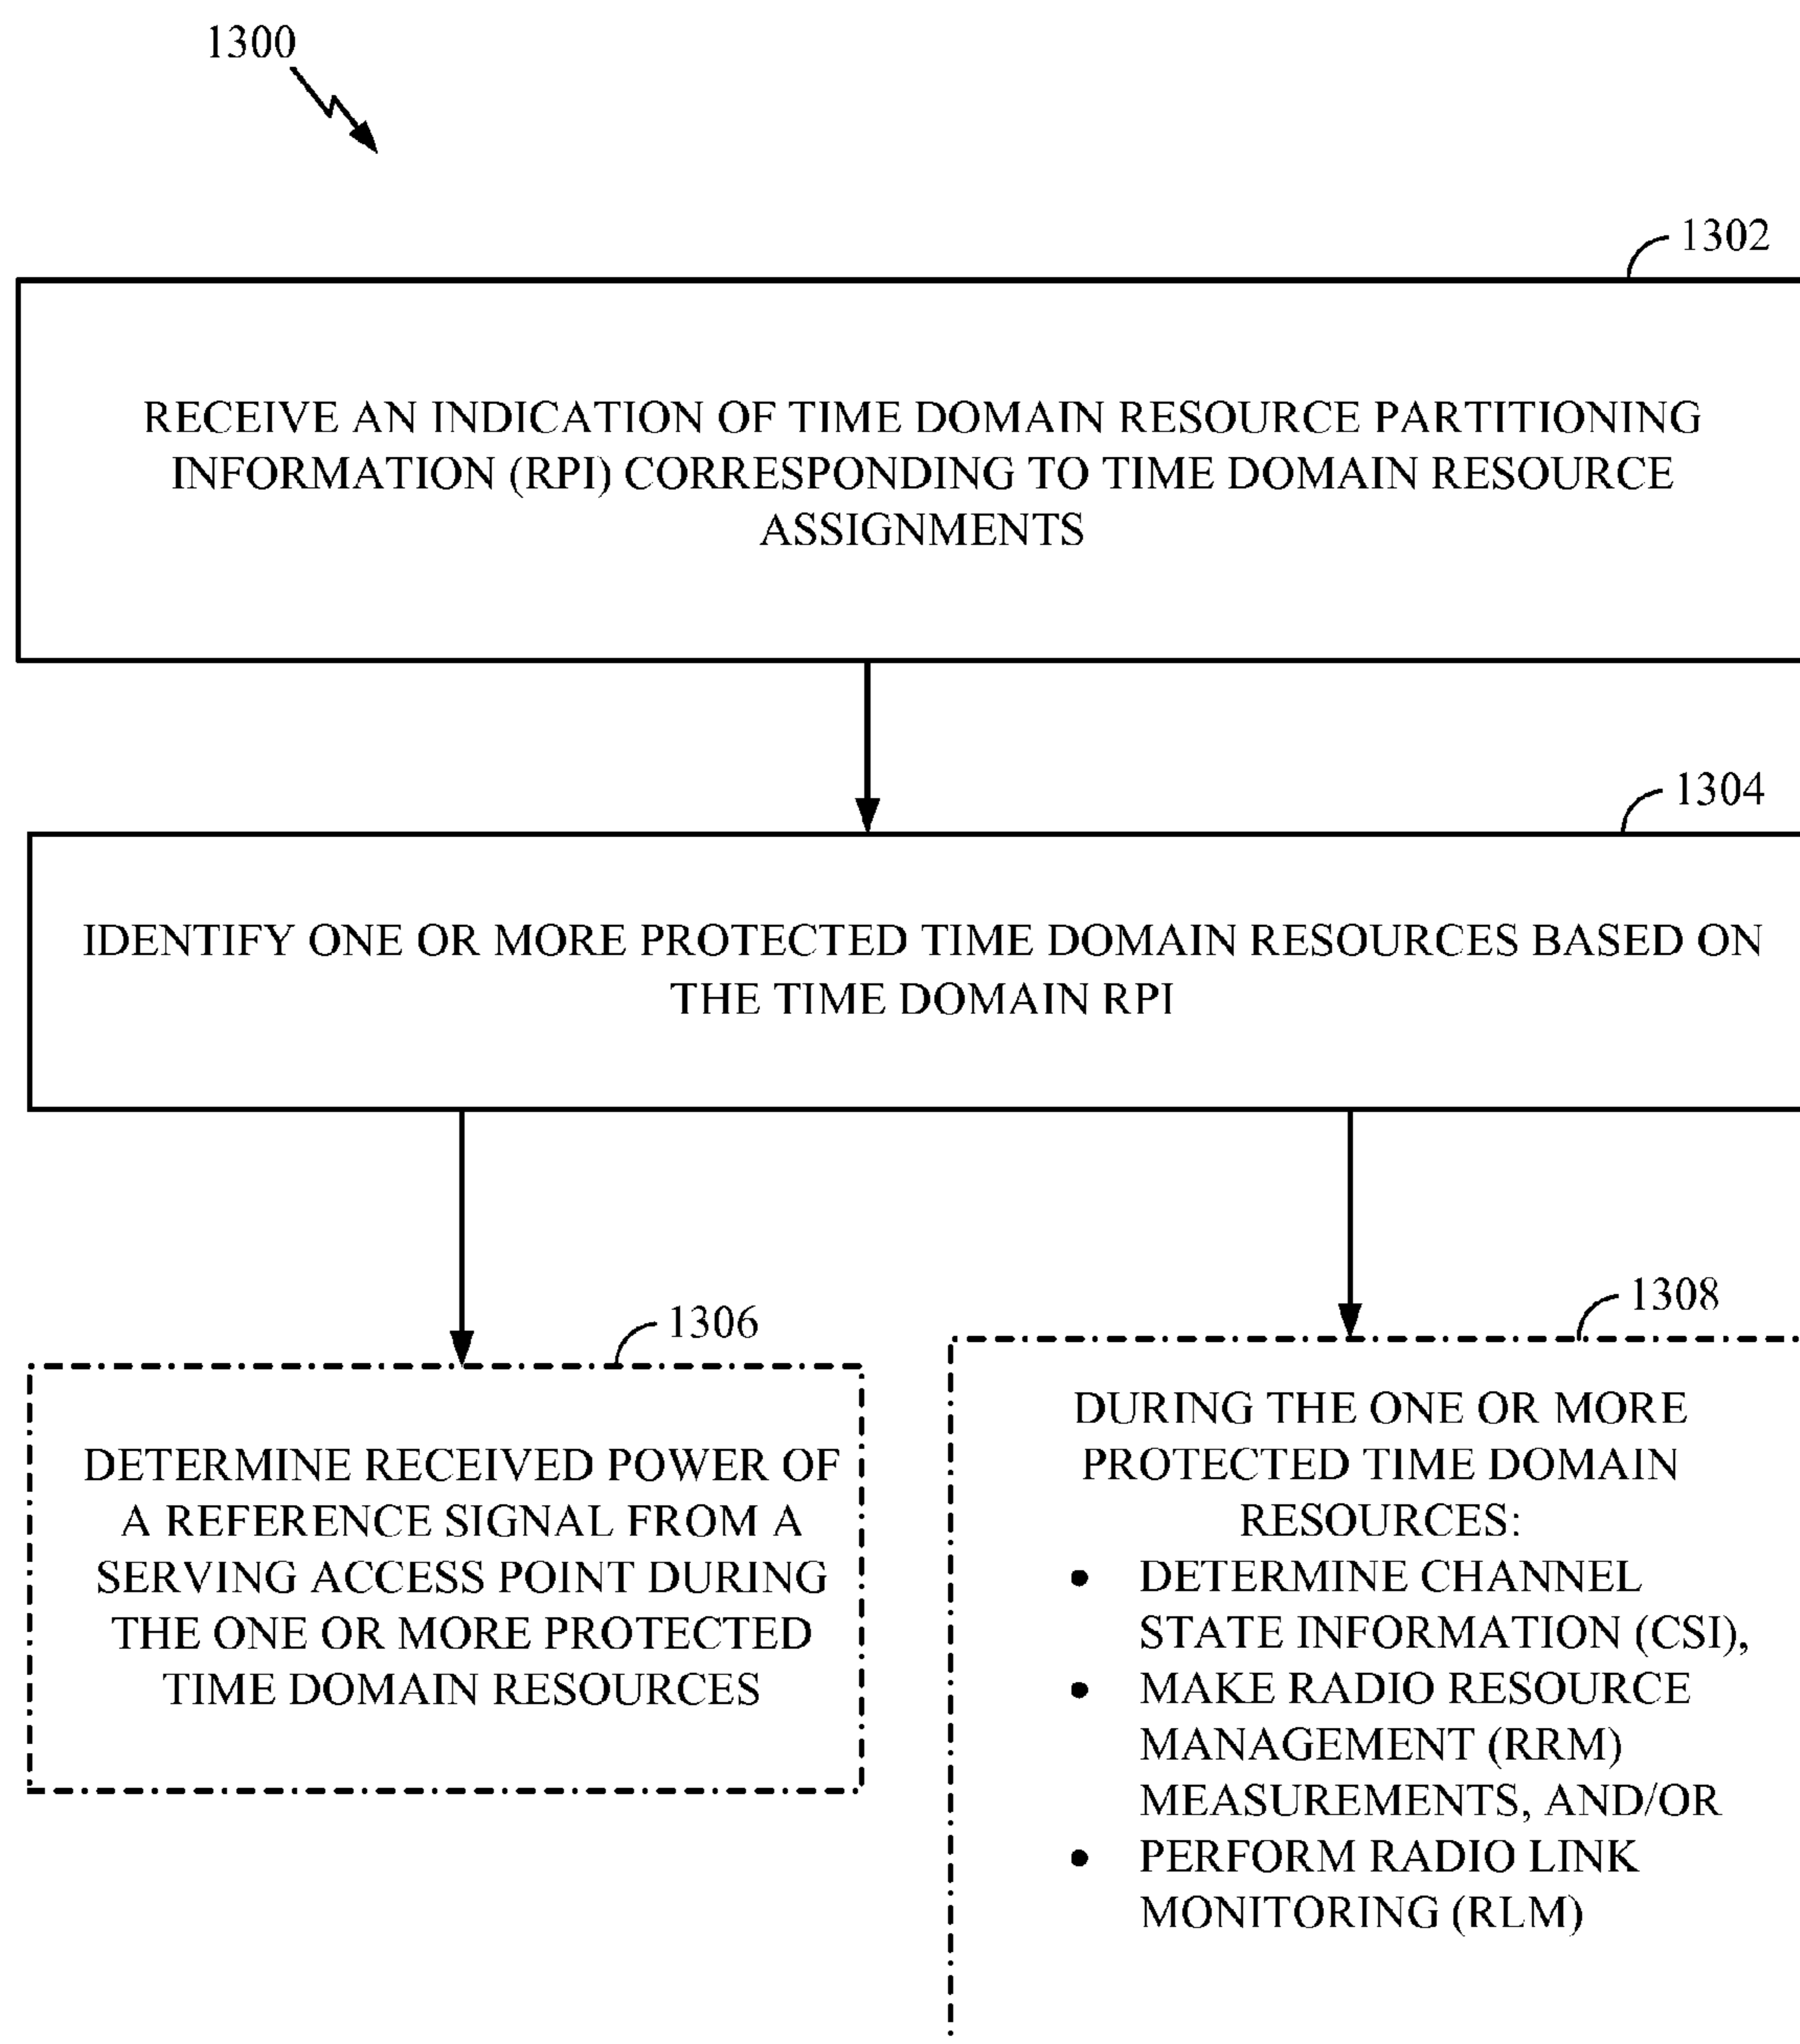 1300
1302
RECEIVE AN INDICATION OF TIME DOMAIN RESOURCE PARTITIONING
INFORMATION (RPI) CORRESPONDING TO TIME DOMAIN RESOURCE
ASSIGNMENTS
1304
IDENTIFY ONE OR MORE PROTECTED TIME DOMAIN RESOURCES BASED ON
THE TIME DOMAIN RPI
1306
DETERMINE RECEIVED POWER OF
A REFERENCE SIGNAL FROM A
SERVING ACCESS POINT DURING
THE ONE OR MORE PROTECTED
TIME DOMAIN RESOURCES
1308
DURING THE ONE OR MORE
PROTECTED TIME DOMAIN
RESOURCES:
• DETERMINE CHANNEL
STATE INFORMATION (CSI),
• MAKE RADIO RESOURCE
MANAGEMENT (RRM)
MEASUREMENTS, AND/OR
• PERFORM RADIO LINK
MONITORING (RLM)